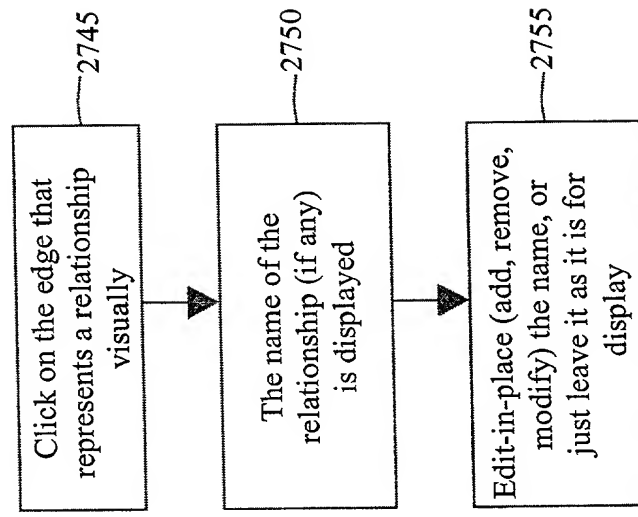 Click on the edge that
represents a relationship
visually
2745
The name of the
relationship (if any)
is displayed
2750
Edit-in-place (add, remove,
modify) the name, or
just leave it as it is for
display
2755